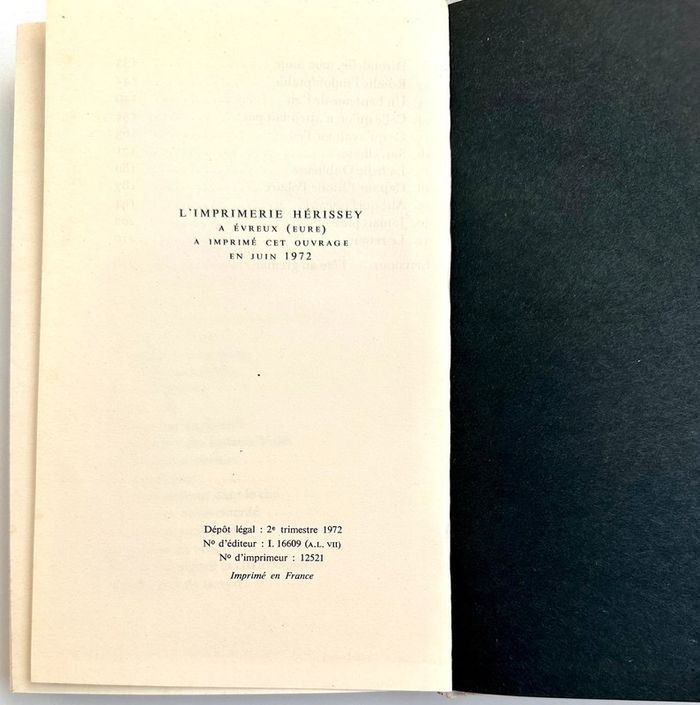 L'IMPRIMERIE HÉRISSEY
A ÉVREUX (EURE)
A IMPRIMÉ CET OUVRAGE
EN JUIN 1972
Dépôt légal : 2e trimestre 1972
No d'éditeur : I. 16609 (A.L. VII)
No d'imprimeur : 12521
Imprimé en France